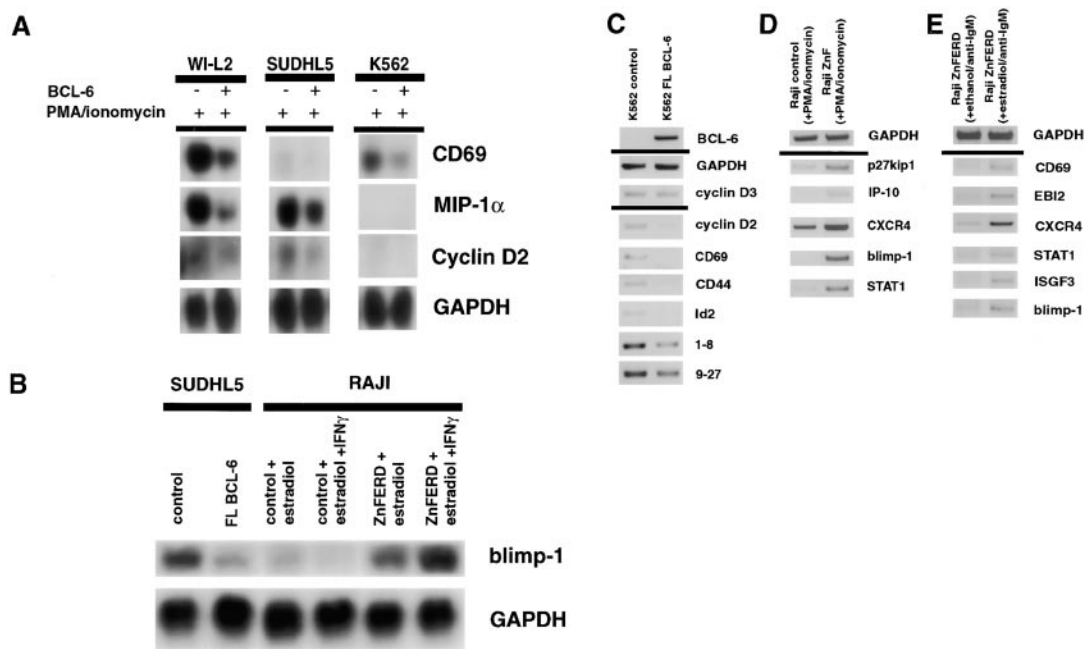 A
WI-L2 SUDHL5 K562
BCL-6 - + - + - +
PMA/ionomycin + + + + + +
CD69
MIP-1α
Cyclin D2
GAPDH
B
SUDHL5 RAJI
control
FL BCL-6
control + estradiol
control + estradiol +IFNγ
ZnFERD + estradiol
ZnFERD + estradiol +IFNγ
blimp-1
GAPDH
C
K562 control
K562 FL BCL-6
BCL-6
GAPDH
cyclin D3
cyclin D2
CD69
CD44
Id2
1-8
9-27
D
Raji control
(+PMA/ionmycin)
Raji ZnF
(+PMA/ionomycin)
GAPDH
p27kip1
IP-10
CXCR4
blimp-1
STAT1
E
Raji ZnFERD
(+ethanol/anti-IgM)
Raji ZnFERD
(+estradiol/anti-IgM)
GAPDH
CD69
EBI2
CXCR4
STAT1
ISGF3
blimp-1